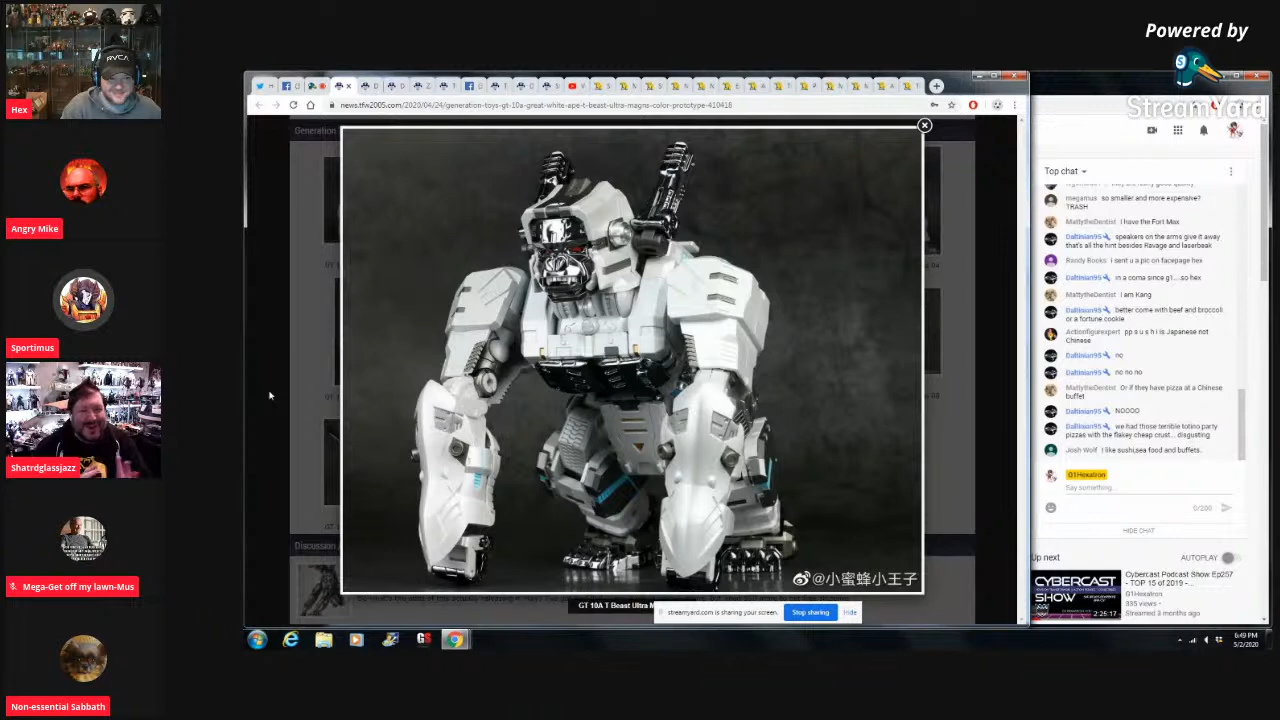 Powered by
StreamYard
RVCA
Hex
Angry Mike
Sportimus
Shatrdglassjazz
Mega-Get off my lawn-Mus
Non-essential Sabbath
news.tfw2005.com/2020/04/24/generation-toys-gt-10a-great-white-ape-t-beast-ultra-magns-color-prototype-410418
Generation
@小蜜蜂小王子
Discussion
GT 10A T Beast Ultra M
streamyard.com is sharing your screen.
Stop sharing
Hide
Top chat
megamus so smaller and more expensive?
TRASH
MattytheDentist I have the Fort Max
Daltinian95 speakers on the arms give it away
that's all the hint besides Ravage and laserbeak
Randy Books i sent u a pic on facepage hex
Daltinian95 in a coma since g1....so hex
MattytheDentist I am Kang
Daltinian95 better come with beef and broccoli
or a fortune cookie
Actionfigureexpert pp s u s h i is Japanese not
Chinese
Daltinian95 no
Daltinian95 no no no
MattytheDentist Or if they have pizza at a Chinese
buffet
Daltinian95 NOOOO
Daltinian95 we had those terrible totino party
pizzas with the flakey cheap crust... disgusting
Josh Wolf I like sushi,sea food and buffets.
G1Hexatron
Say something...
0/200
HIDE CHAT
Up next
AUTOPLAY
CYBERCAST
PODCAST SHOW
2:25:17
Cybercast Podcast Show Ep257
- TOP 15 of 2019 -...
G1Hexatron
335 views •
Streamed 3 months ago
6:49 PM
5/2/2020